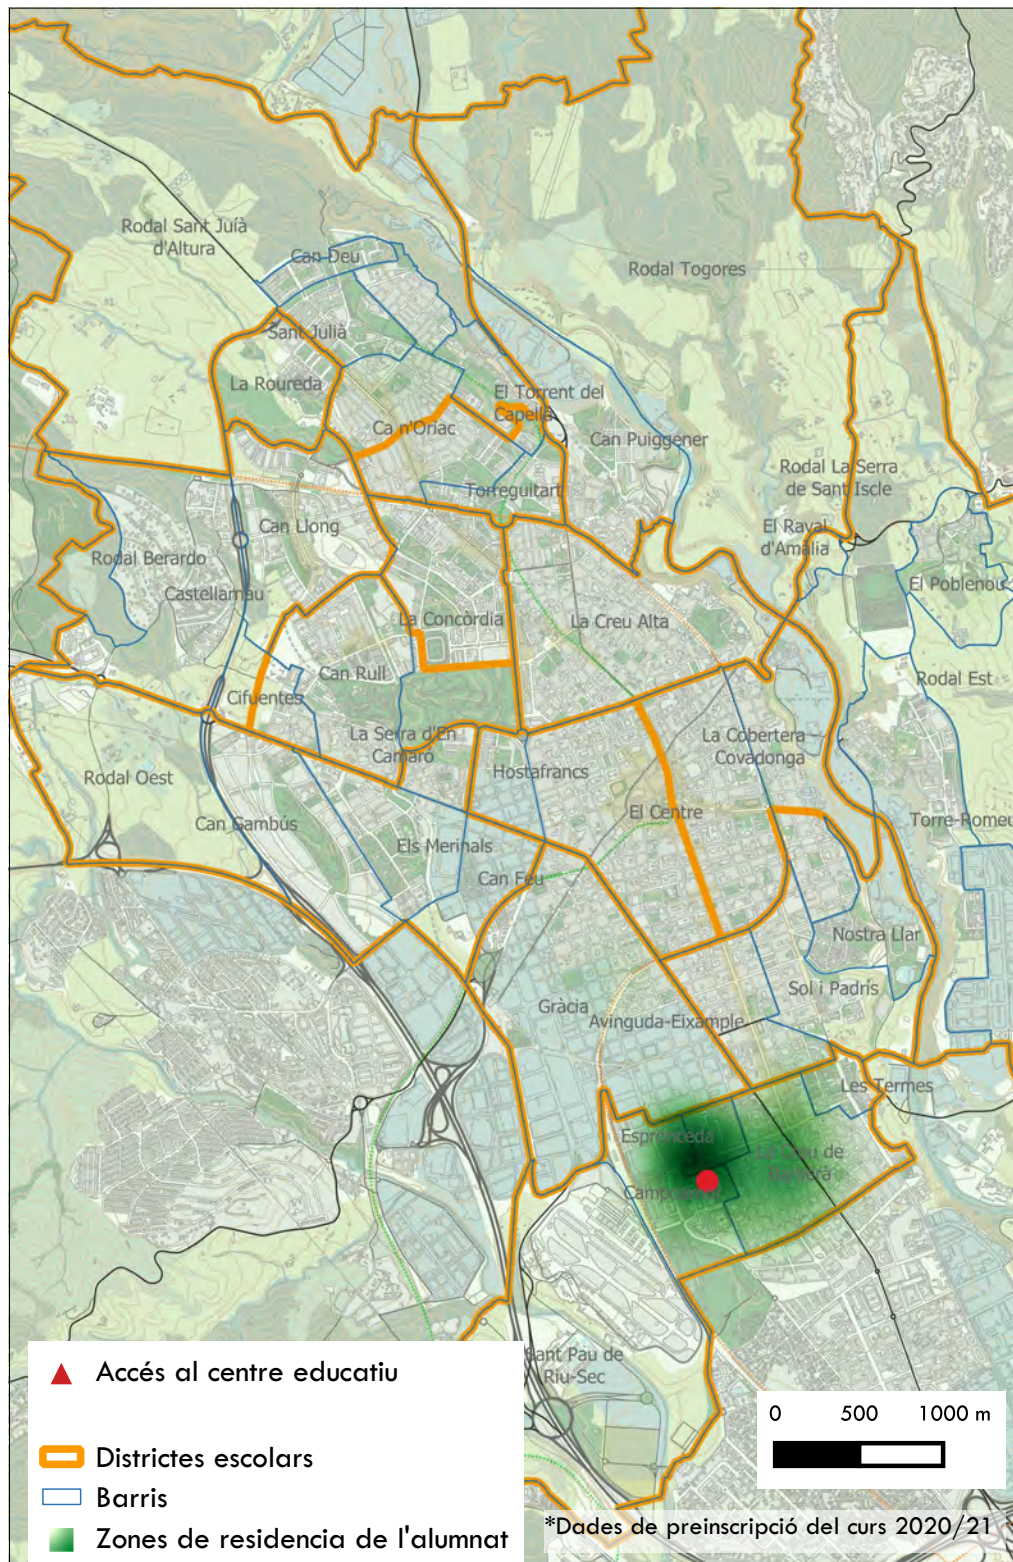 Rodal Sant Juíà
d'Altura
Can Deu
Rodal Togores
Sant Julià
La Roureda
El Torrent del
Capellà
Ca n'Oriac
Can Puiggener
Rodal La Serra
de Sant Iscle
Torreguitart
Can Llong
El Raval
d'Amàlia
Rodal Berardo
El Poblenou
Castellarnau
La Concòrdia
La Creu Alta
Can Rull
Rodal Est
Cifuentes
La Serra d'En
Camaró
La Cobertera
Covadonga
Hostafrancs
Rodal Oest
El Centre
Can Gambús
Torre-Romeu
Els Merinals
Can Feu
Nostra Llar
Sol i Padrís
Gràcia
Avinguda-Eixample
Les Termes
Espronceda
La Creu de
Barberà
Sant Pau de
Riu-Sec
Accés al centre educatiu
Districtes escolars
Barris
Zones de residencia de l'alumnat
0 500 1000 m
*Dades de preinscripció del curs 2020/21